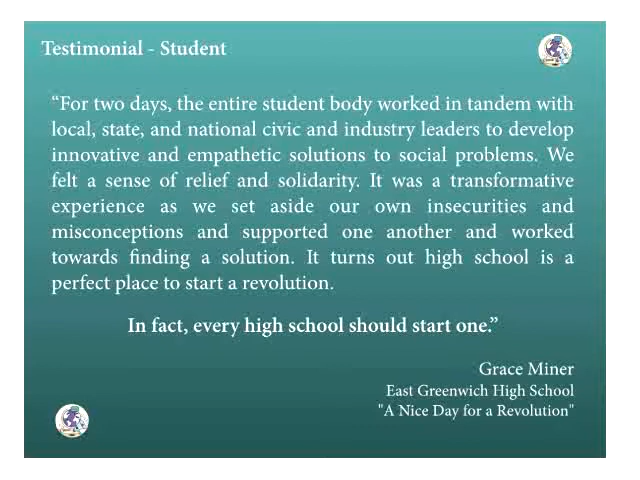 Testimonial - Student
“For two days, the entire student body worked in tandem with
local, state, and national civic and industry leaders to develop
innovative and empathetic solutions to social problems. We
felt a sense of relief and solidarity. It was a transformative
experience as we set aside our own insecurities and
misconceptions and supported one another and worked
towards finding a solution. It turns out high school is a
perfect place to start a revolution.
In fact, every high school should start one.”
Grace Miner
East Greenwich High School
"A Nice Day for a Revolution"